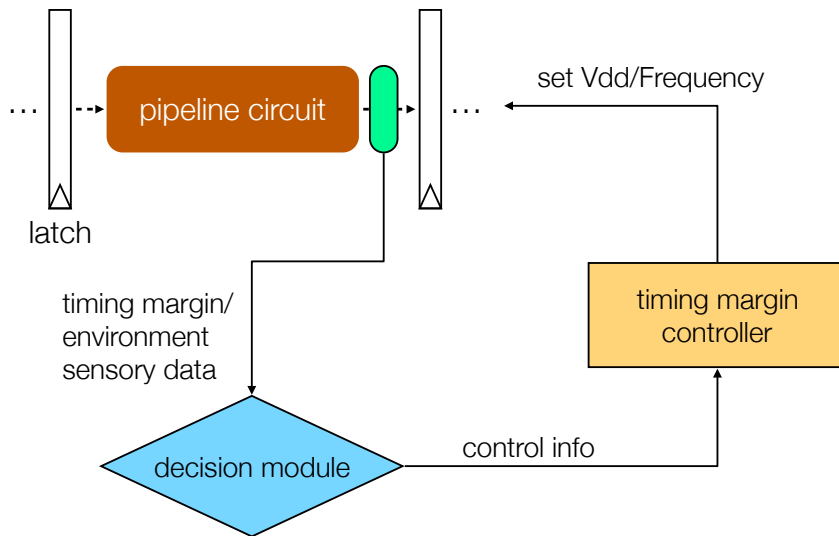 set Vdd/Frequency
... pipeline circuit ...
latch
timing margin/
environment
sensory data
timing margin
controller
control info
decision module